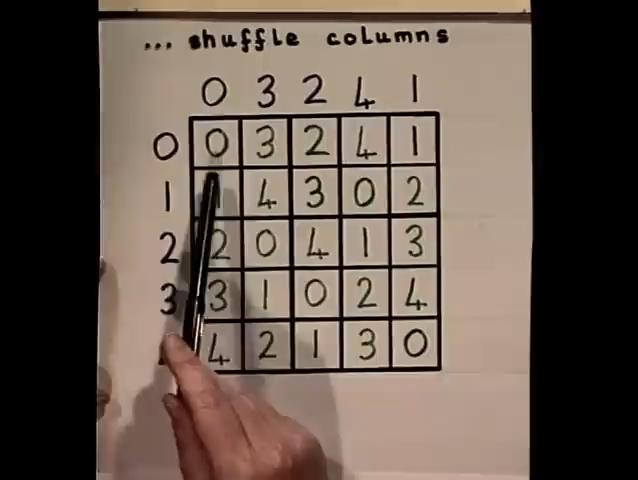 ... shuffle columns
0 3 2 4 1
0 0 3 2 4 1
1 1 4 3 0 2
2 2 0 4 1 3
3 3 1 0 2 4
4 2 1 3 0